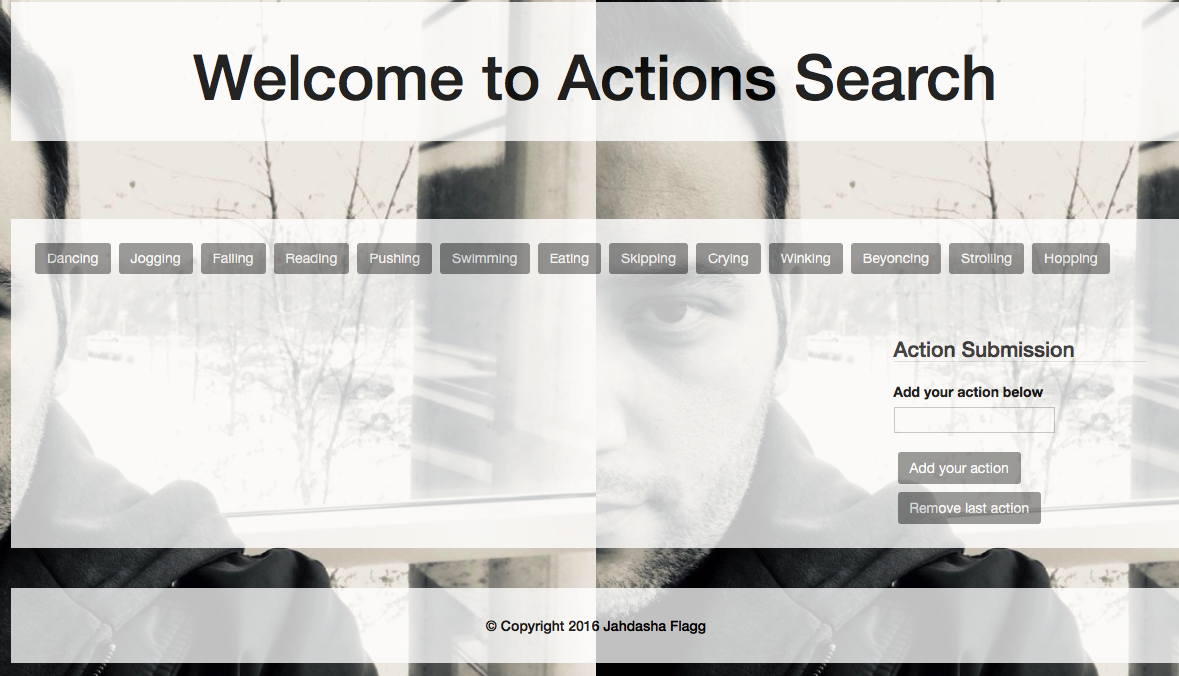 Welcome to Actions Search
Dancing Jogging Falling Reading Pushing Swimming Eating Skipping Crying Winking Beyoncing Strolling Hopping
Action Submission
Add your action below
Add your action
Remove last action
© Copyright 2016 Jahdasha Flagg